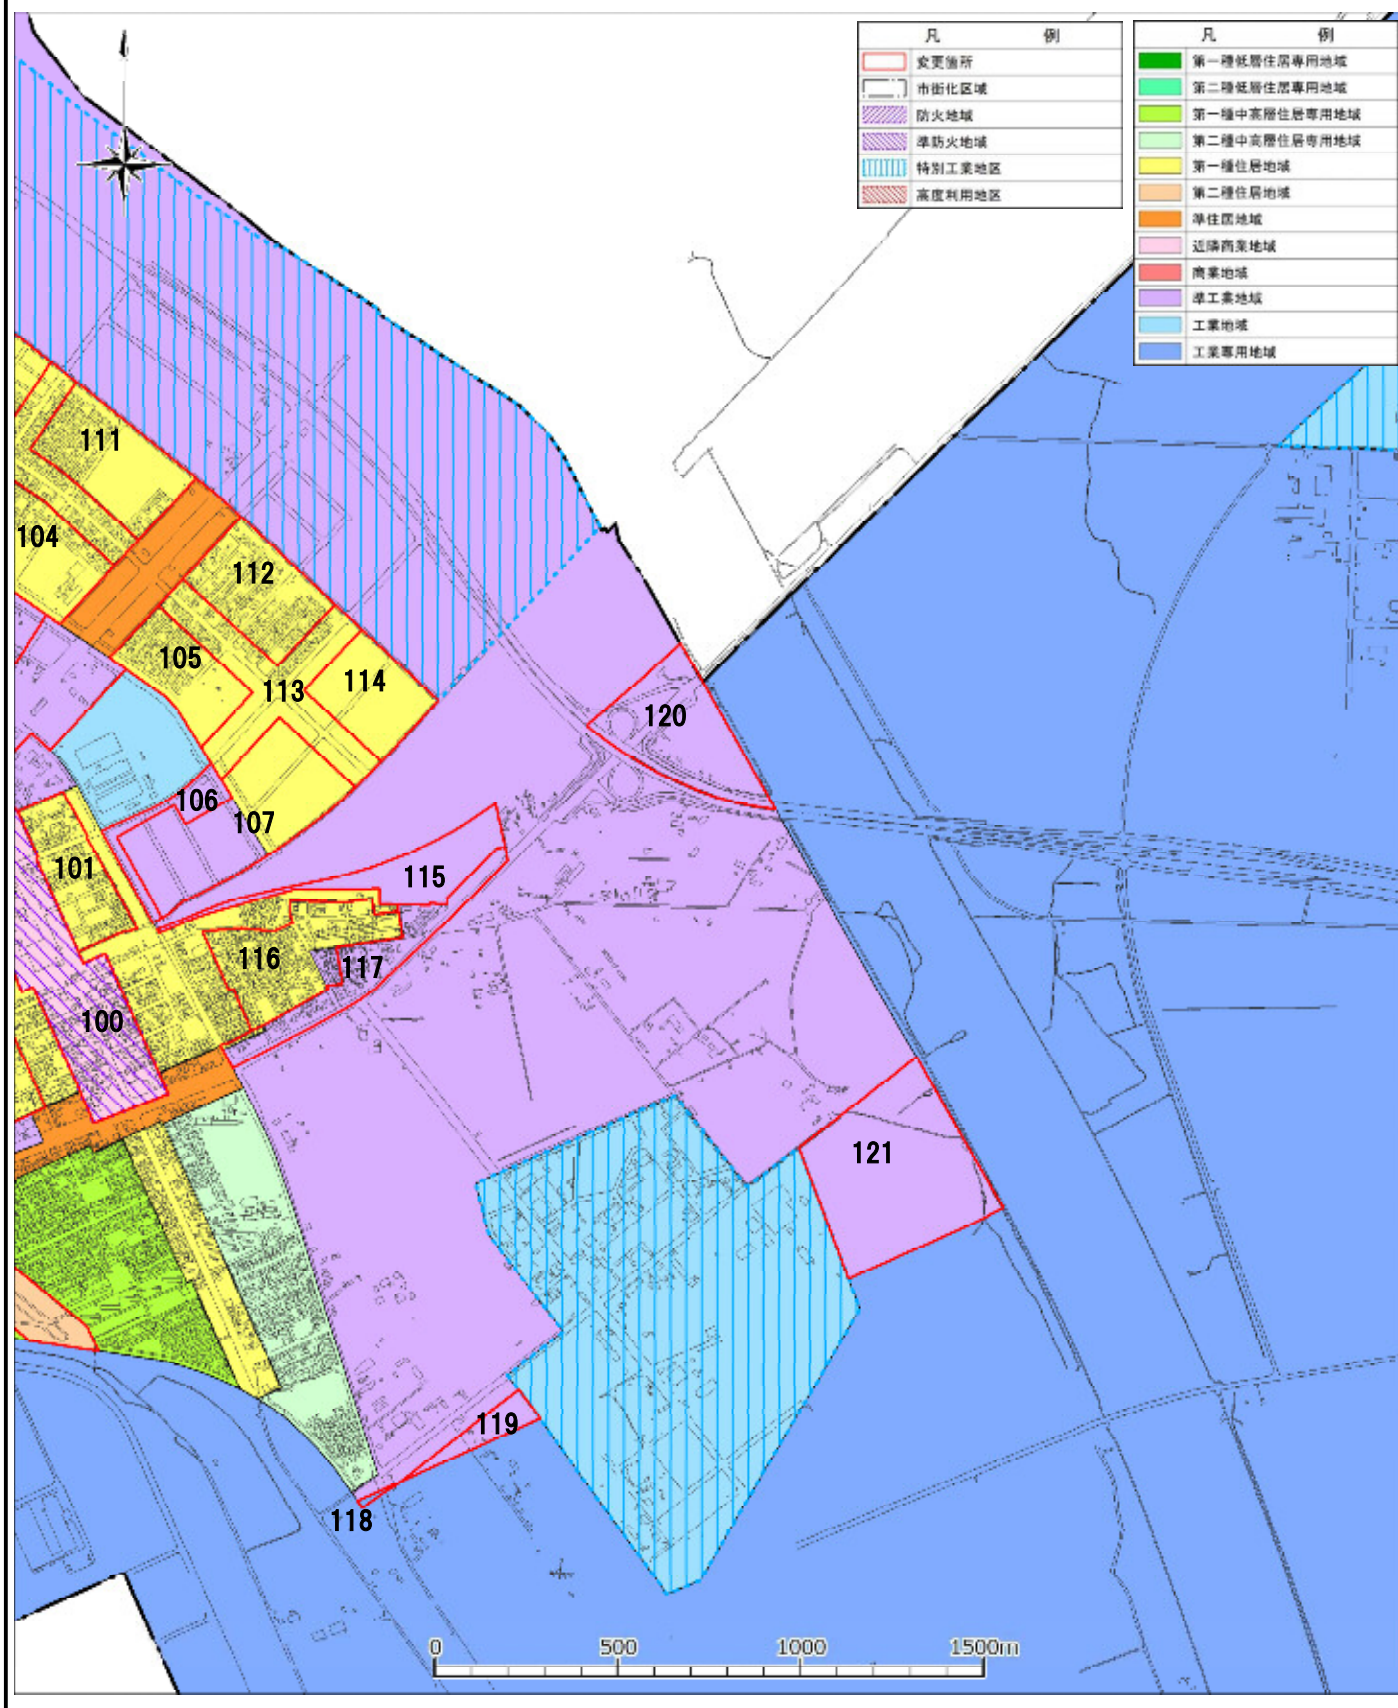 凡 例
変更箇所
市街化区域
防火地域
準防火地域
特別工業地区
高度利用地区
凡 例
第一種低層住居専用地域
第二種低層住居専用地域
第一種中高層住居専用地域
第二種中高層住居専用地域
第一種住居地域
第二種住居地域
準住居地域
近隣商業地域
商業地域
準工業地域
工業地域
工業専用地域
111
104
112
105
113
114
120
106
107
101
115
116
117
100
121
119
118
0 500 1000 1500m